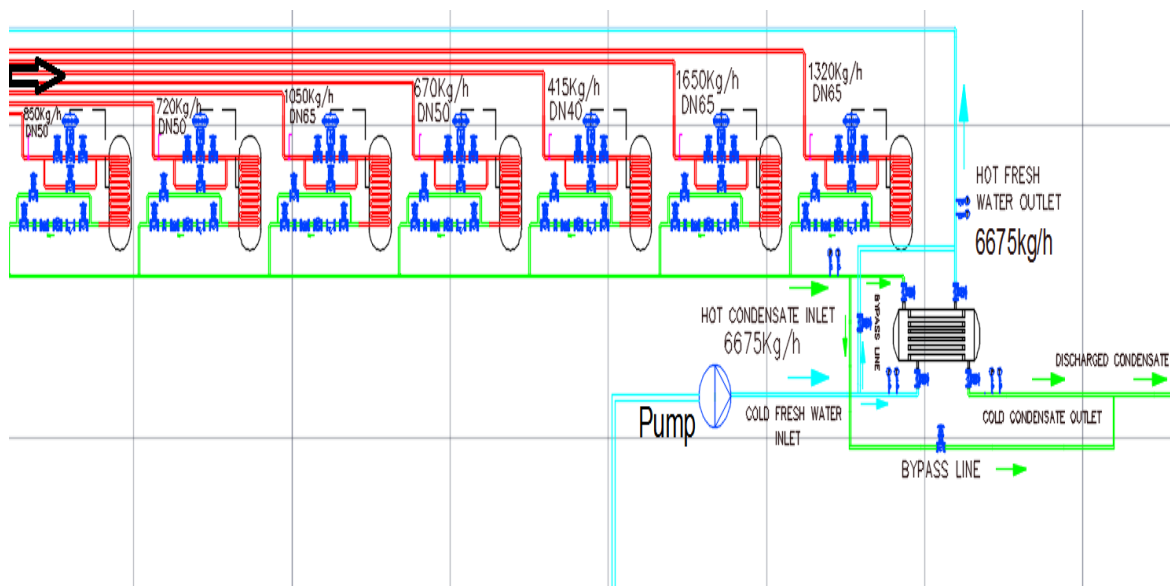 850Kg/h
DN50
720Kg/h
DN50
1050Kg/h
DN65
670Kg/h
DN50
415Kg/h
DN40
1650Kg/h
DN65
1320Kg/h
DN65
HOT FRESH
WATER OUTLET
6675kg/h
HOT CONDENSATE INLET
6675Kg/h
BYPASS LINE
Pump
COLD FRESH WATER
INLET
DISCHARGED CONDENSATE
COLD CONDENSATE OUTLET
BYPASS LINE